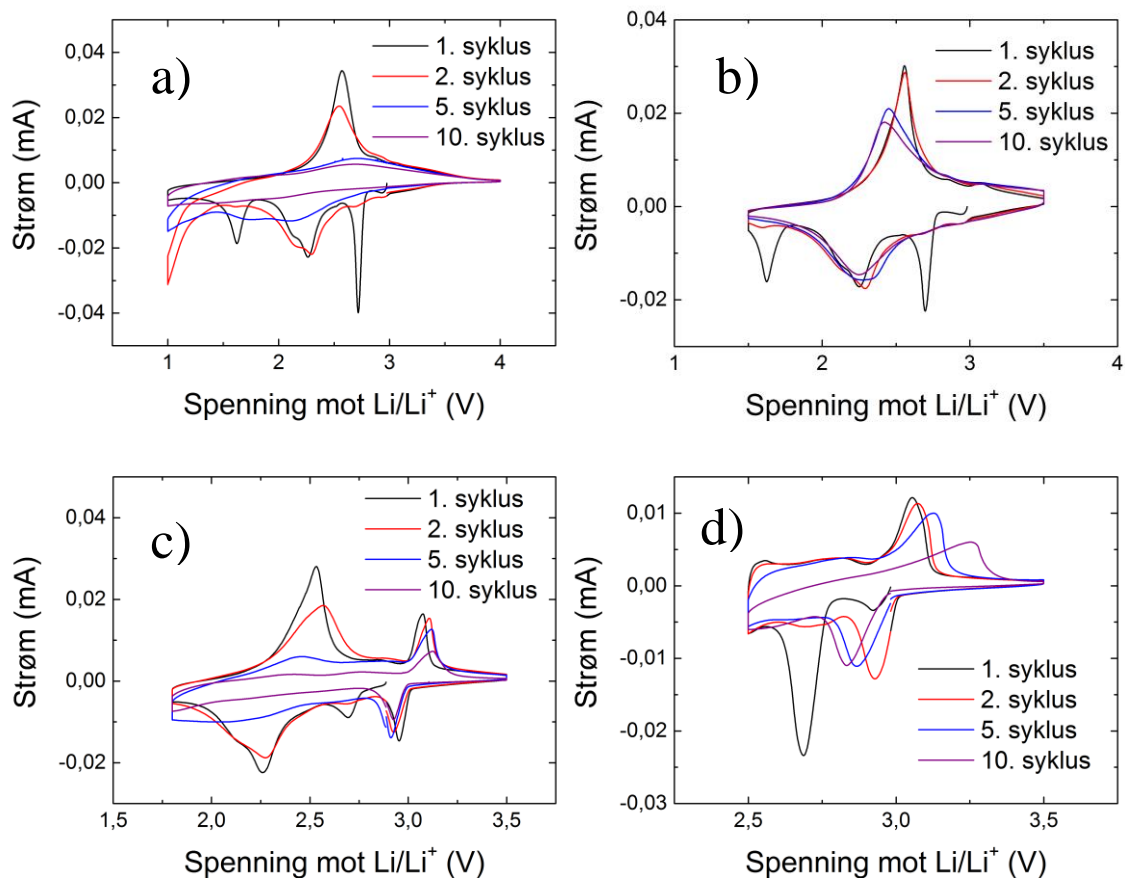 a)
1. syklus
2. syklus
5. syklus
10. syklus
0,04
0,02
0,00
-0,02
-0,04
Strøm (mA)
1
2
3
4
Spenning mot Li/Li+ (V)
b)
1. syklus
2. syklus
5. syklus
10. syklus
0,04
0,02
0,00
-0,02
Strøm (mA)
1
2
3
4
Spenning mot Li/Li+ (V)
c)
1. syklus
2. syklus
5. syklus
10. syklus
0,04
0,02
0,00
-0,02
Strøm (mA)
1,5
2,0
2,5
3,0
3,5
Spenning mot Li/Li+ (V)
d)
0,01
0,00
-0,01
-0,02
-0,03
Strøm (mA)
1. syklus
2. syklus
5. syklus
10. syklus
2,5
3,0
3,5
Spenning mot Li/Li+ (V)